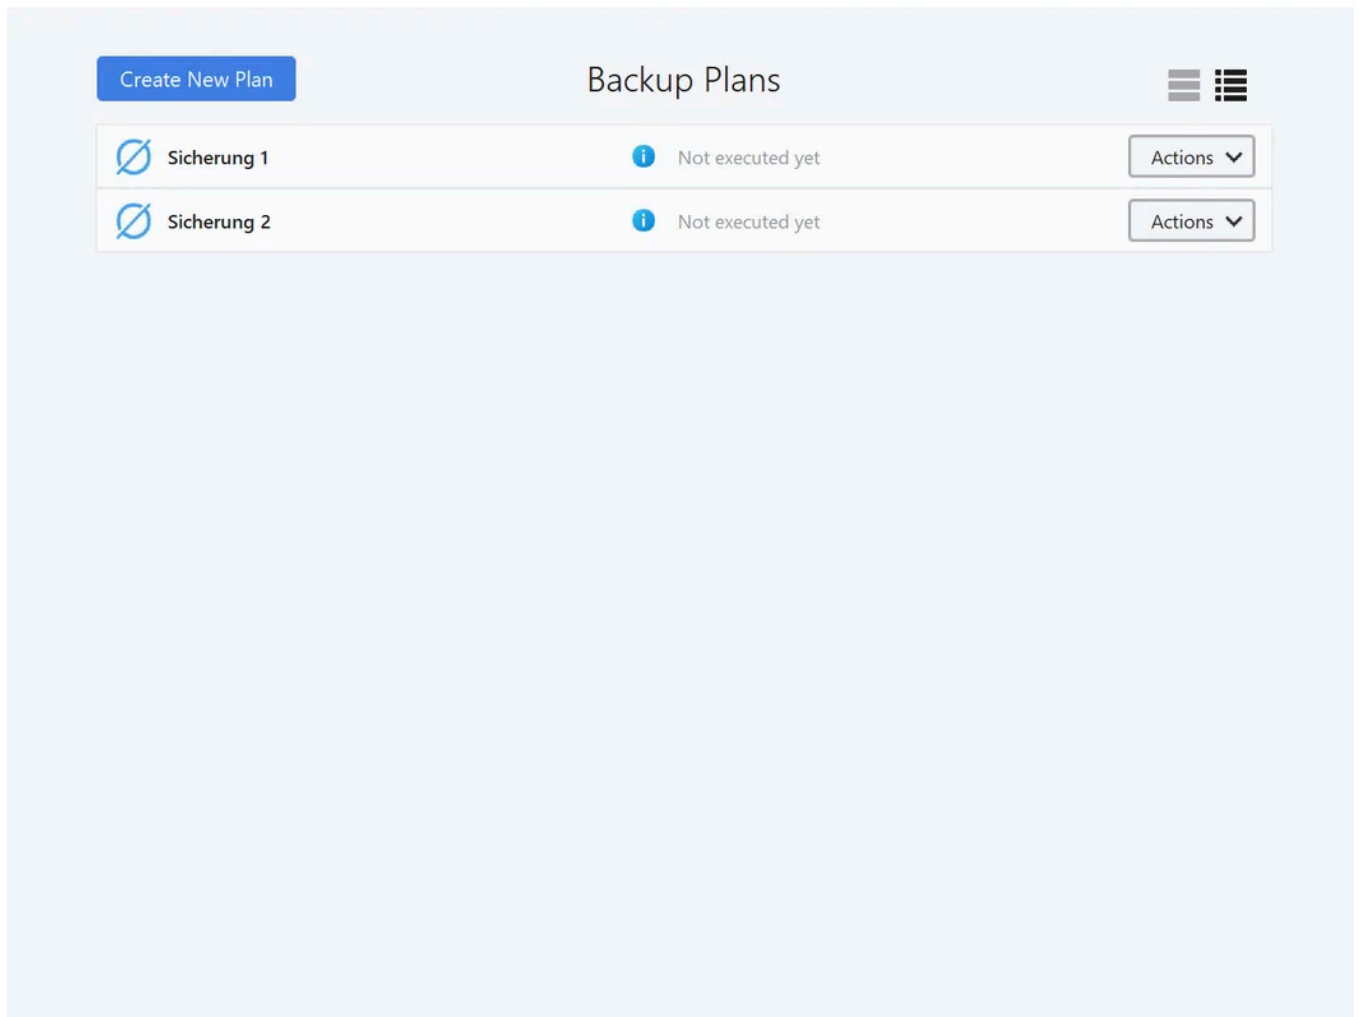 Create New Plan
Backup Plans
Sicherung 1
Not executed yet
Actions
Sicherung 2
Not executed yet
Actions